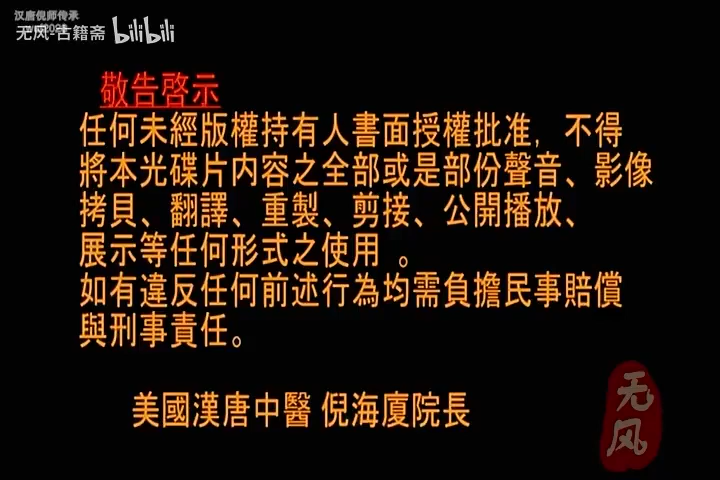 汉唐倪师传承
无风-古籍斋 bilibili
敬告啓示
任何未經版權持有人書面授權批准，不得
將本光碟片内容之全部或是部份聲音、影像
拷貝、翻譯、重製、剪接、公開播放、
展示等任何形式之使用 。
如有違反任何前述行為均需負擔民事賠償
與刑事責任。
美國漢唐中醫 倪海廈院長
无风